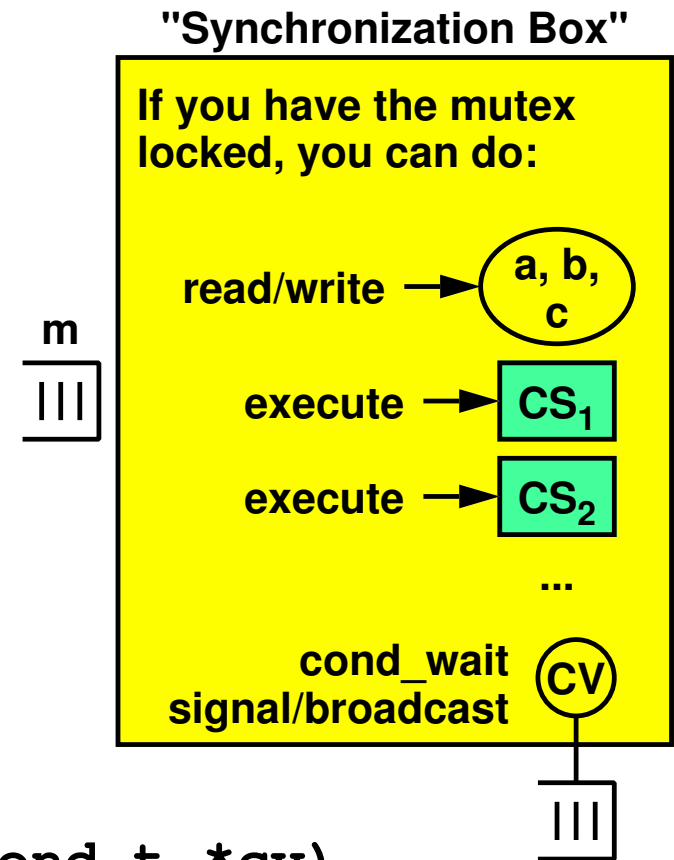 "Synchronization Box"
If you have the mutex
locked, you can do:
read/write
a, b,
c
m
execute
CS₁
execute
CS₂
...
cond_wait
signal/broadcast
CV
*cv)